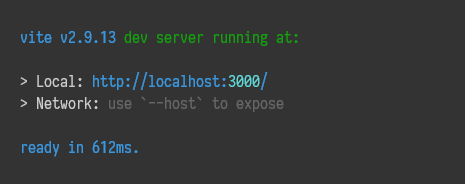 vite v2.9.13 dev server running at:
> Local: http://localhost:3000/
> Network: use `--host` to expose
ready in 612ms.